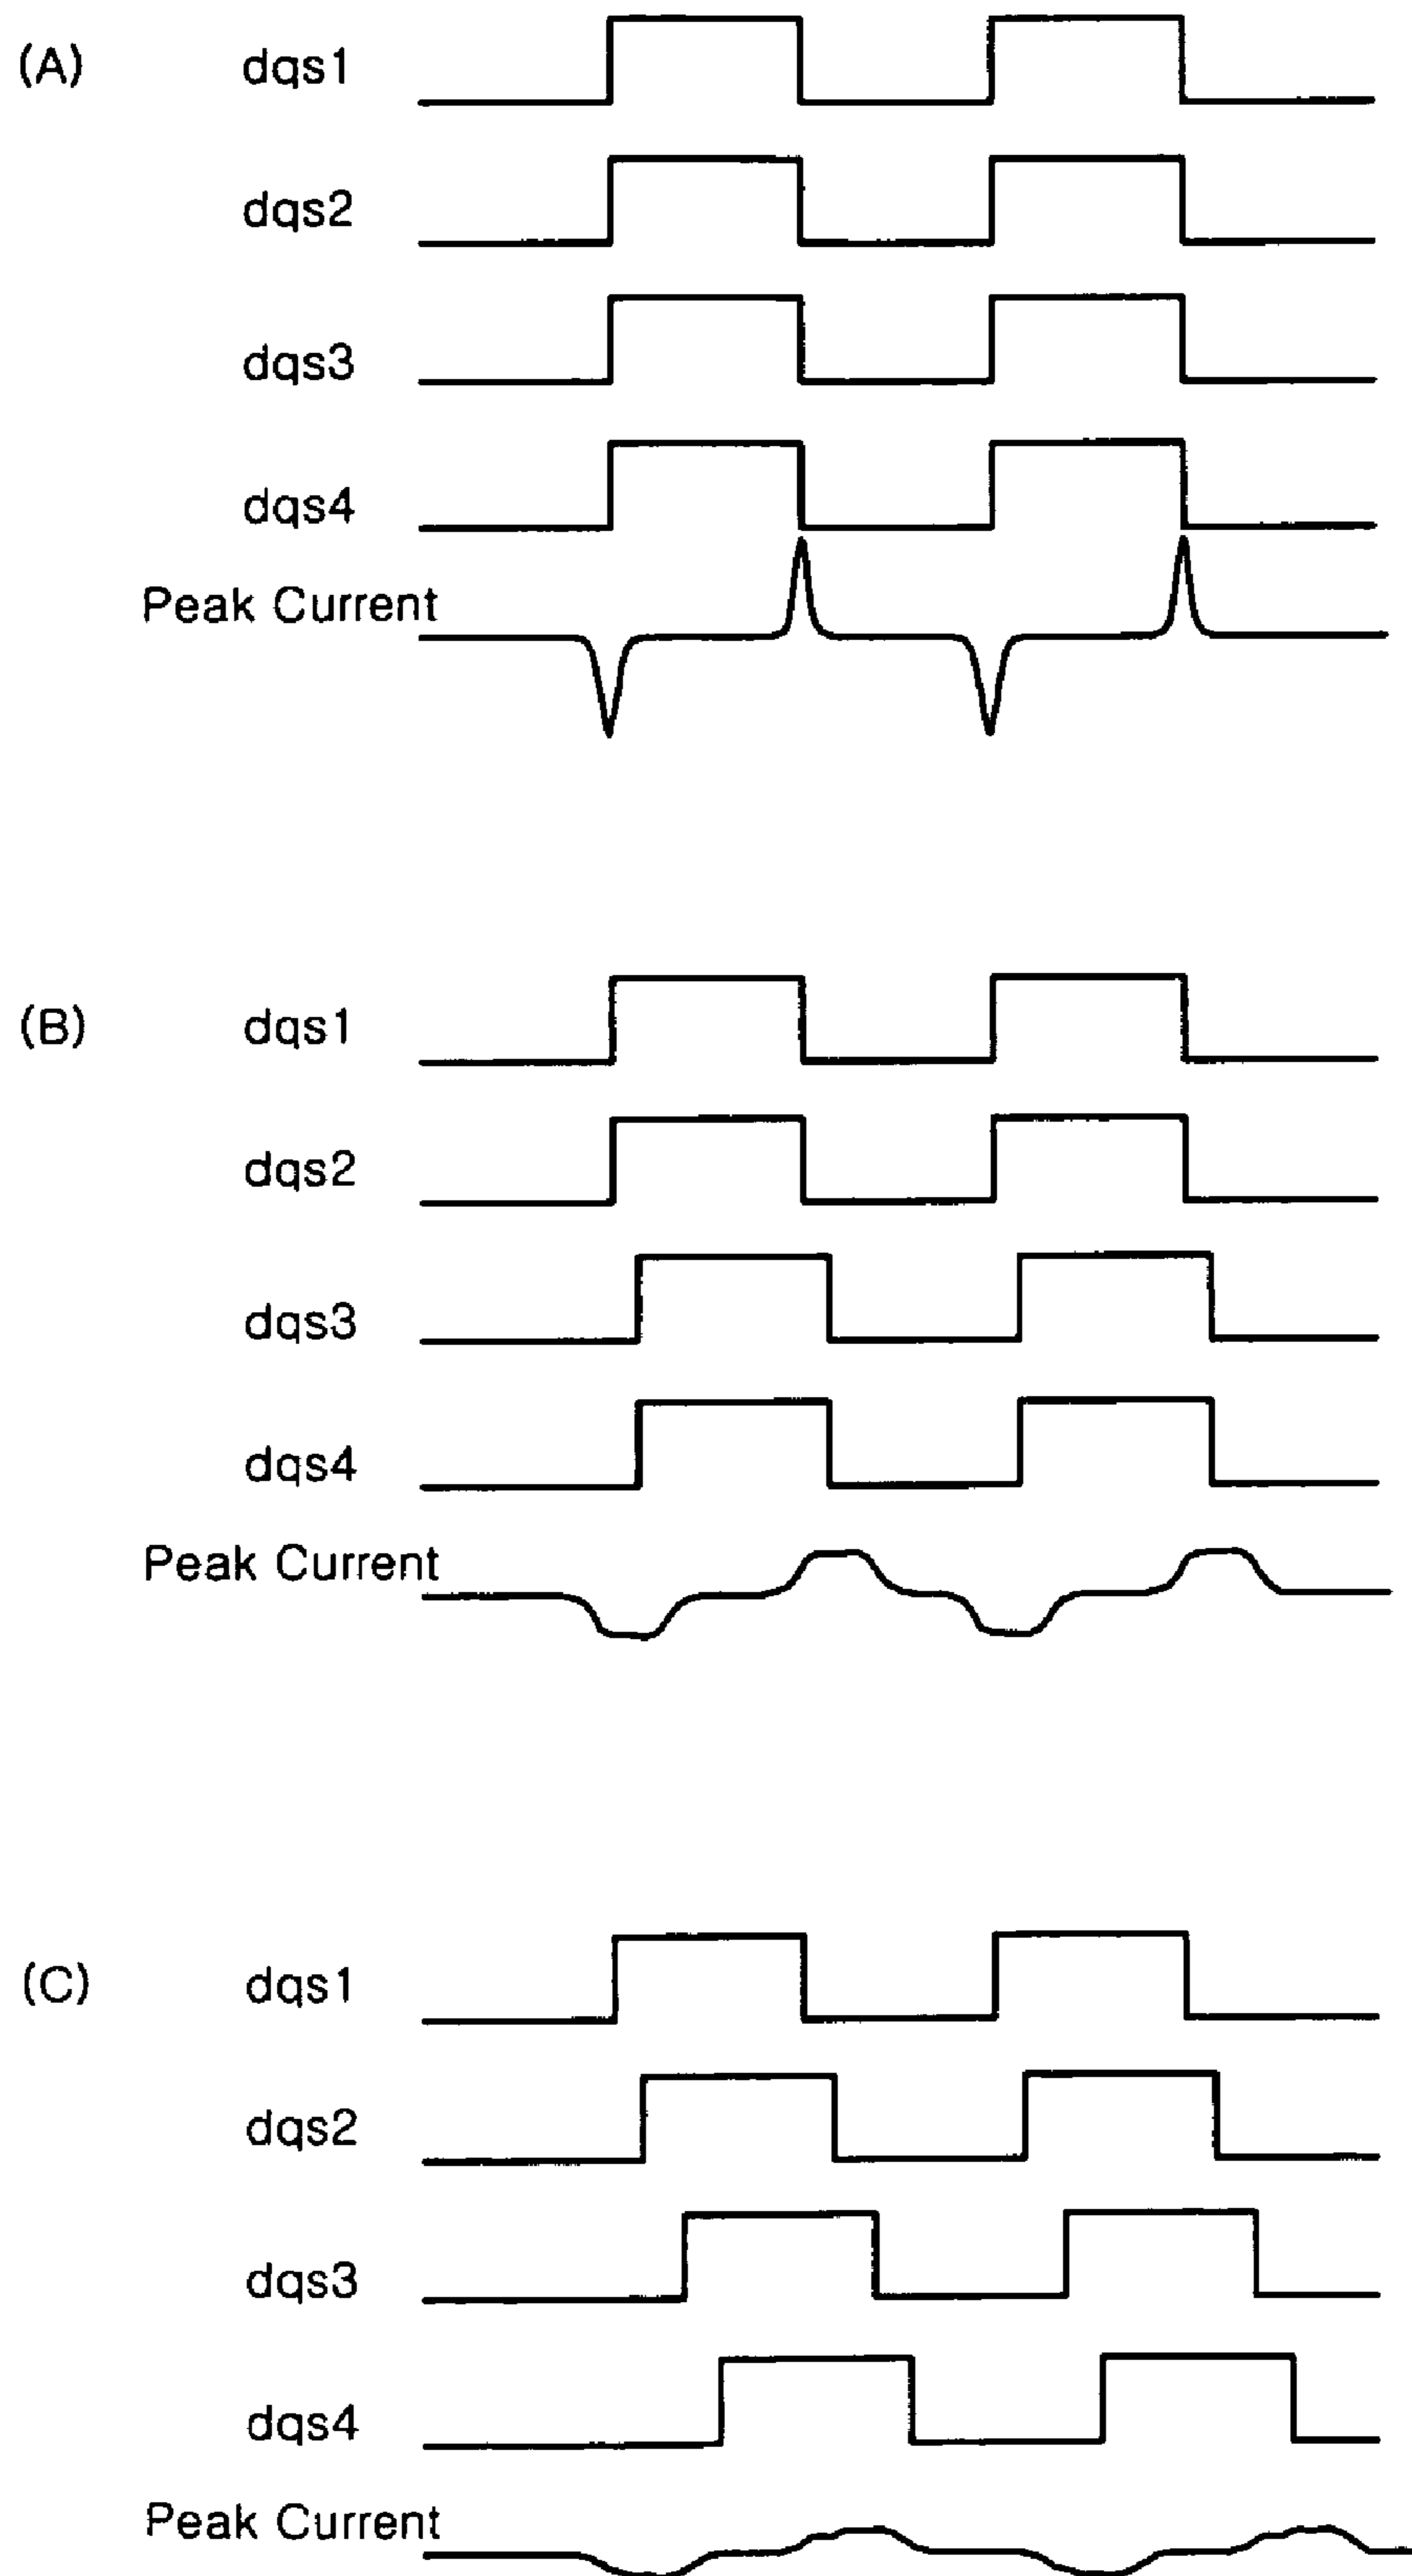 (A) dqs1
dqs2
dqs3
dqs4
Peak Current
(B) dqs1
dqs2
dqs3
dqs4
Peak Current
(C) dqs1
dqs2
dqs3
dqs4
Peak Current